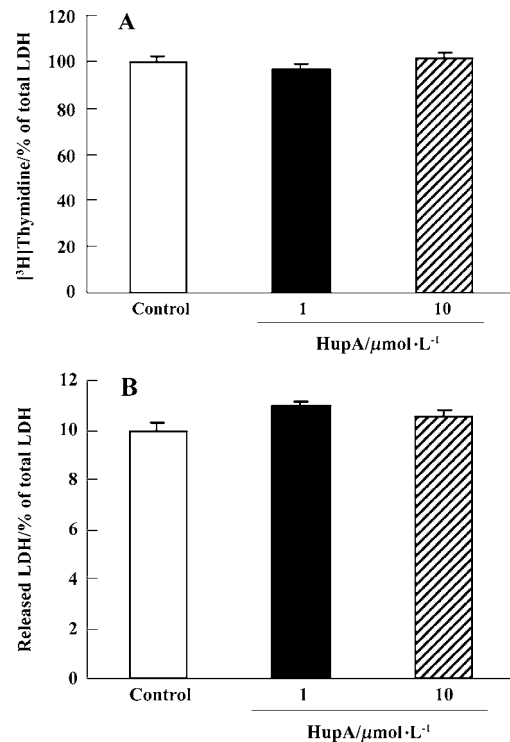 A
[³H]Thymidine/% of total LDH
120
100
80
60
40
20
0
Control
1
10
HupA/μmol·L⁻¹
B
Released LDH/% of total LDH
12
10
8
6
4
2
0
Control
1
10
HupA/μmol·L⁻¹